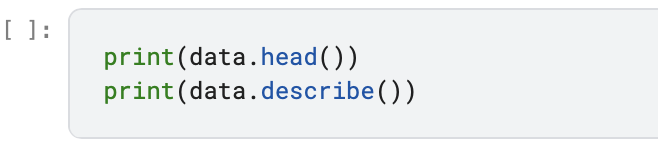 [ ]:
print(data.head())
print(data.describe())